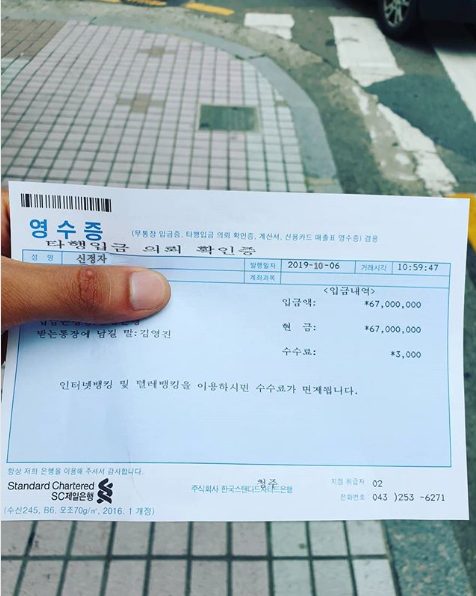 영수증 (무통장 입금증, 타행입금 의뢰 확인증, 계산서, 신용카드 매출표 영수증) 겸용
타행입금 의뢰 확인증
성 명 신정자 발행일자 2019-10-06 거래시각 10:59:47
계좌과목
<입금내역>
입금액: *67,000,000
현 금: *67,000,000
받는통장에 남길 말:김영진
수수료: *3,000
인터넷뱅킹 및 텔레뱅킹을 이용하시면 수수료가 면제됩니다.
항상 저희 은행을 이용해 주셔서 감사합니다.
Standard Chartered
SC제일은행
주식회사 한국스탠다드차타드은행
청주
취급자 02
전화번호 043 )253 -6271
(수신245, B6, 모조70g/㎡, 2016. 1 개정)